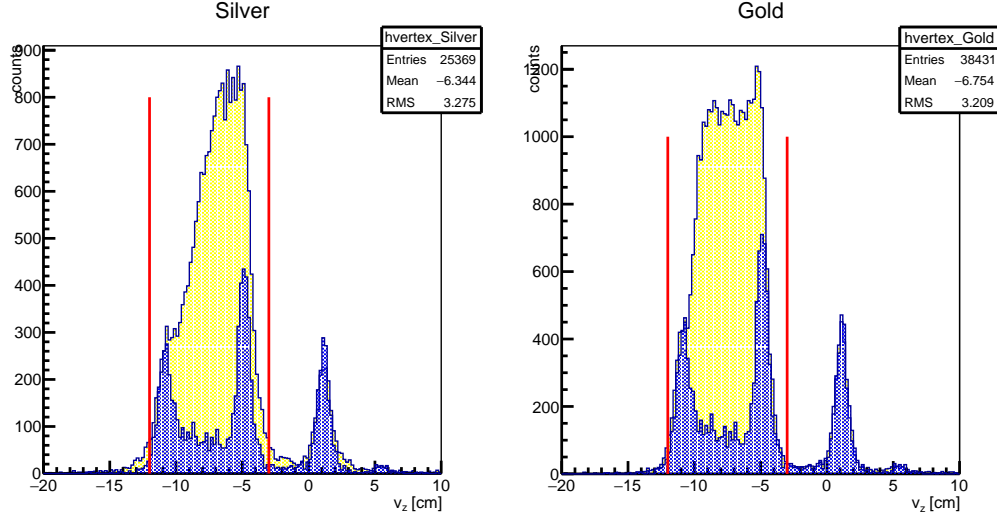 Silver
counts
hvertex_Silver
Entries 25369
Mean −6.344
RMS 3.275
900
800
700
600
500
400
300
200
100
0
−20 −15 −10 −5 0 5 10
v_z [cm]
Gold
counts
hvertex_Gold
Entries 38431
Mean −6.754
RMS 3.209
1200
1000
800
600
400
200
0
−20 −15 −10 −5 0 5 10
v_z [cm]